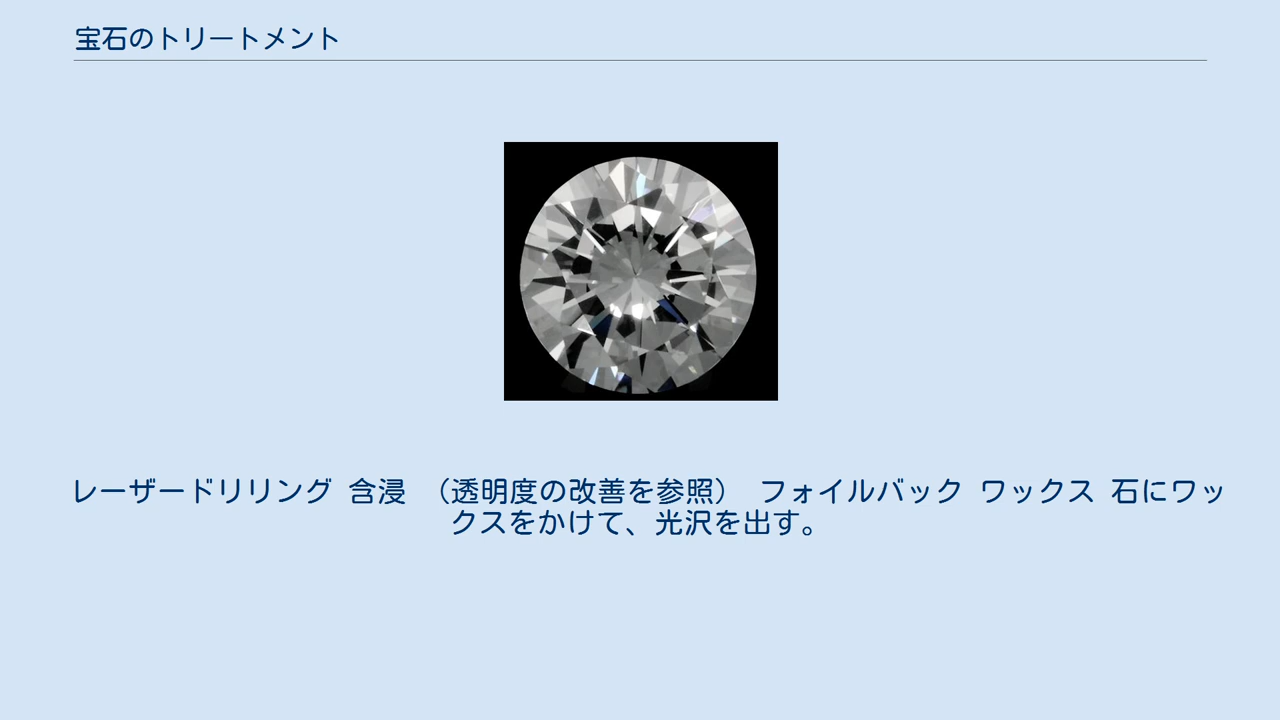 宝石のトリートメント
レーザードリリング 含浸 （透明度の改善を参照） フォイルバック ワックス 石にワッ
クスをかけて、光沢を出す。